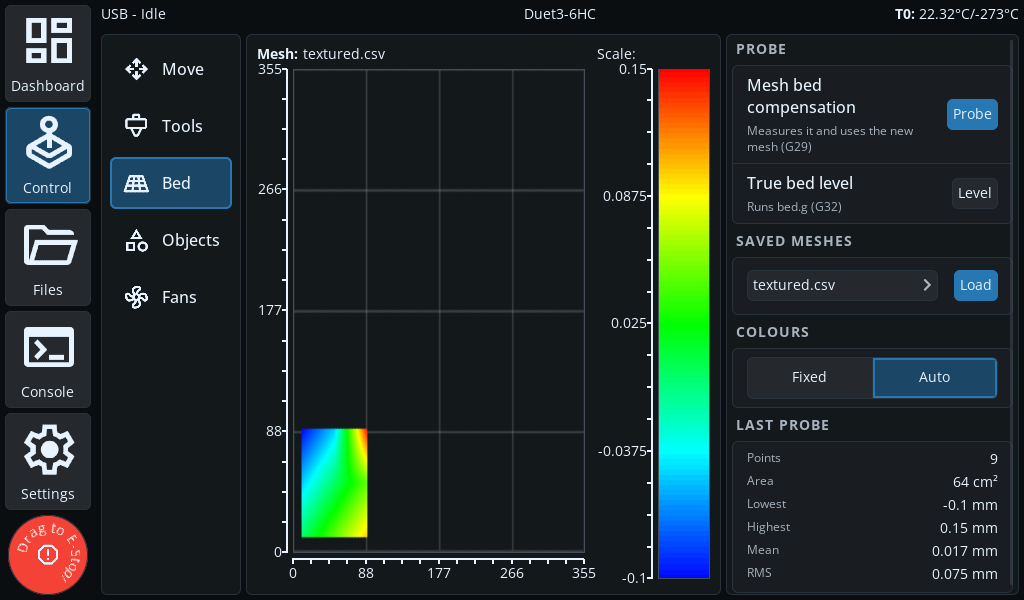 USB - Idle
Duet3-6HC
T0: 22.32°C/-273°C
Dashboard
Control
Files
Console
Settings
Drag to E-Stop!
Move
Tools
Bed
Objects
Fans
Mesh: textured.csv
Scale:
355
266
177
88
0
0
88
177
266
355
0.15
0.0875
0.025
-0.0375
-0.1
PROBE
Mesh bed
compensation
Measures it and uses the new
mesh (G29)
Probe
True bed level
Runs bed.g (G32)
Level
SAVED MESHES
textured.csv
Load
COLOURS
Fixed
Auto
LAST PROBE
Points 9
Area 64 cm²
Lowest -0.1 mm
Highest 0.15 mm
Mean 0.017 mm
RMS 0.075 mm